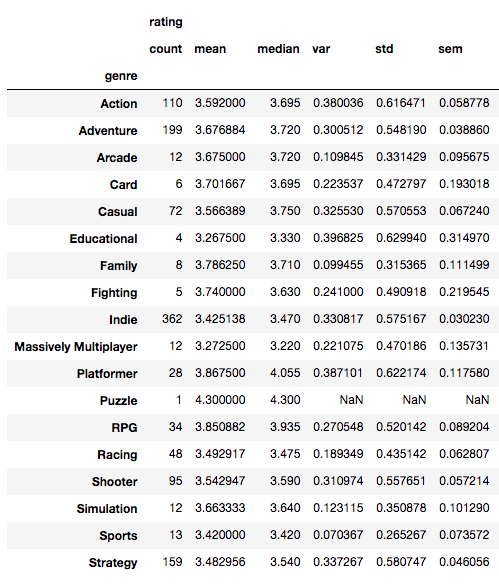 rating
count mean median var std sem
genre
Action 110 3.592000 3.695 0.380036 0.616471 0.058778
Adventure 199 3.676884 3.720 0.300512 0.548190 0.038860
Arcade 12 3.675000 3.720 0.109845 0.331429 0.095675
Card 6 3.701667 3.695 0.223537 0.472797 0.193018
Casual 72 3.566389 3.750 0.325530 0.570553 0.067240
Educational 4 3.267500 3.330 0.396825 0.629940 0.314970
Family 8 3.786250 3.710 0.099455 0.315365 0.111499
Fighting 5 3.740000 3.630 0.241000 0.490918 0.219545
Indie 362 3.425138 3.470 0.330817 0.575167 0.030230
Massively Multiplayer 12 3.272500 3.220 0.221075 0.470186 0.135731
Platformer 28 3.867500 4.055 0.387101 0.622174 0.117580
Puzzle 1 4.300000 4.300 NaN NaN NaN
RPG 34 3.850882 3.935 0.270548 0.520142 0.089204
Racing 48 3.492917 3.475 0.189349 0.435142 0.062807
Shooter 95 3.542947 3.590 0.310974 0.557651 0.057214
Simulation 12 3.663333 3.640 0.123115 0.350878 0.101290
Sports 13 3.420000 3.420 0.070367 0.265267 0.073572
Strategy 159 3.482956 3.540 0.337267 0.580747 0.046056